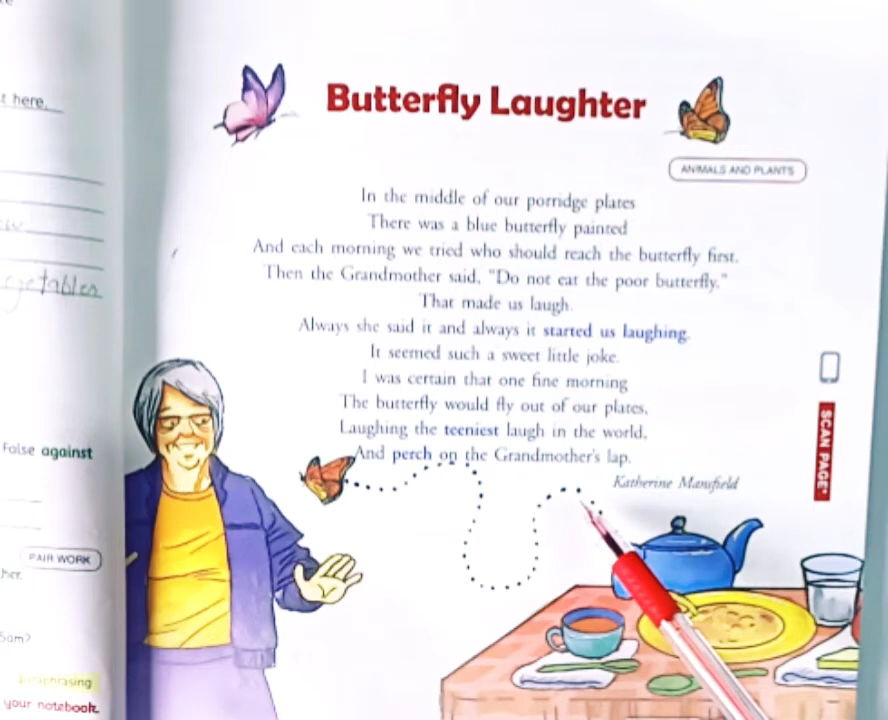 t here.
getables
False against
PAIR WORK
her.
Sam?
paraphrasing
your notebook.
Butterfly Laughter
ANIMALS AND PLANTS
In the middle of our porridge plates
There was a blue butterfly painted
And each morning we tried who should reach the butterfly first.
Then the Grandmother said, "Do not eat the poor butterfly."
That made us laugh.
Always she said it and always it started us laughing.
It seemed such a sweet little joke.
I was certain that one fine morning
The butterfly would fly out of our plates,
Laughing the teeniest laugh in the world,
And perch on the Grandmother's lap.
Katherine Mansfield
SCAN PAGE*